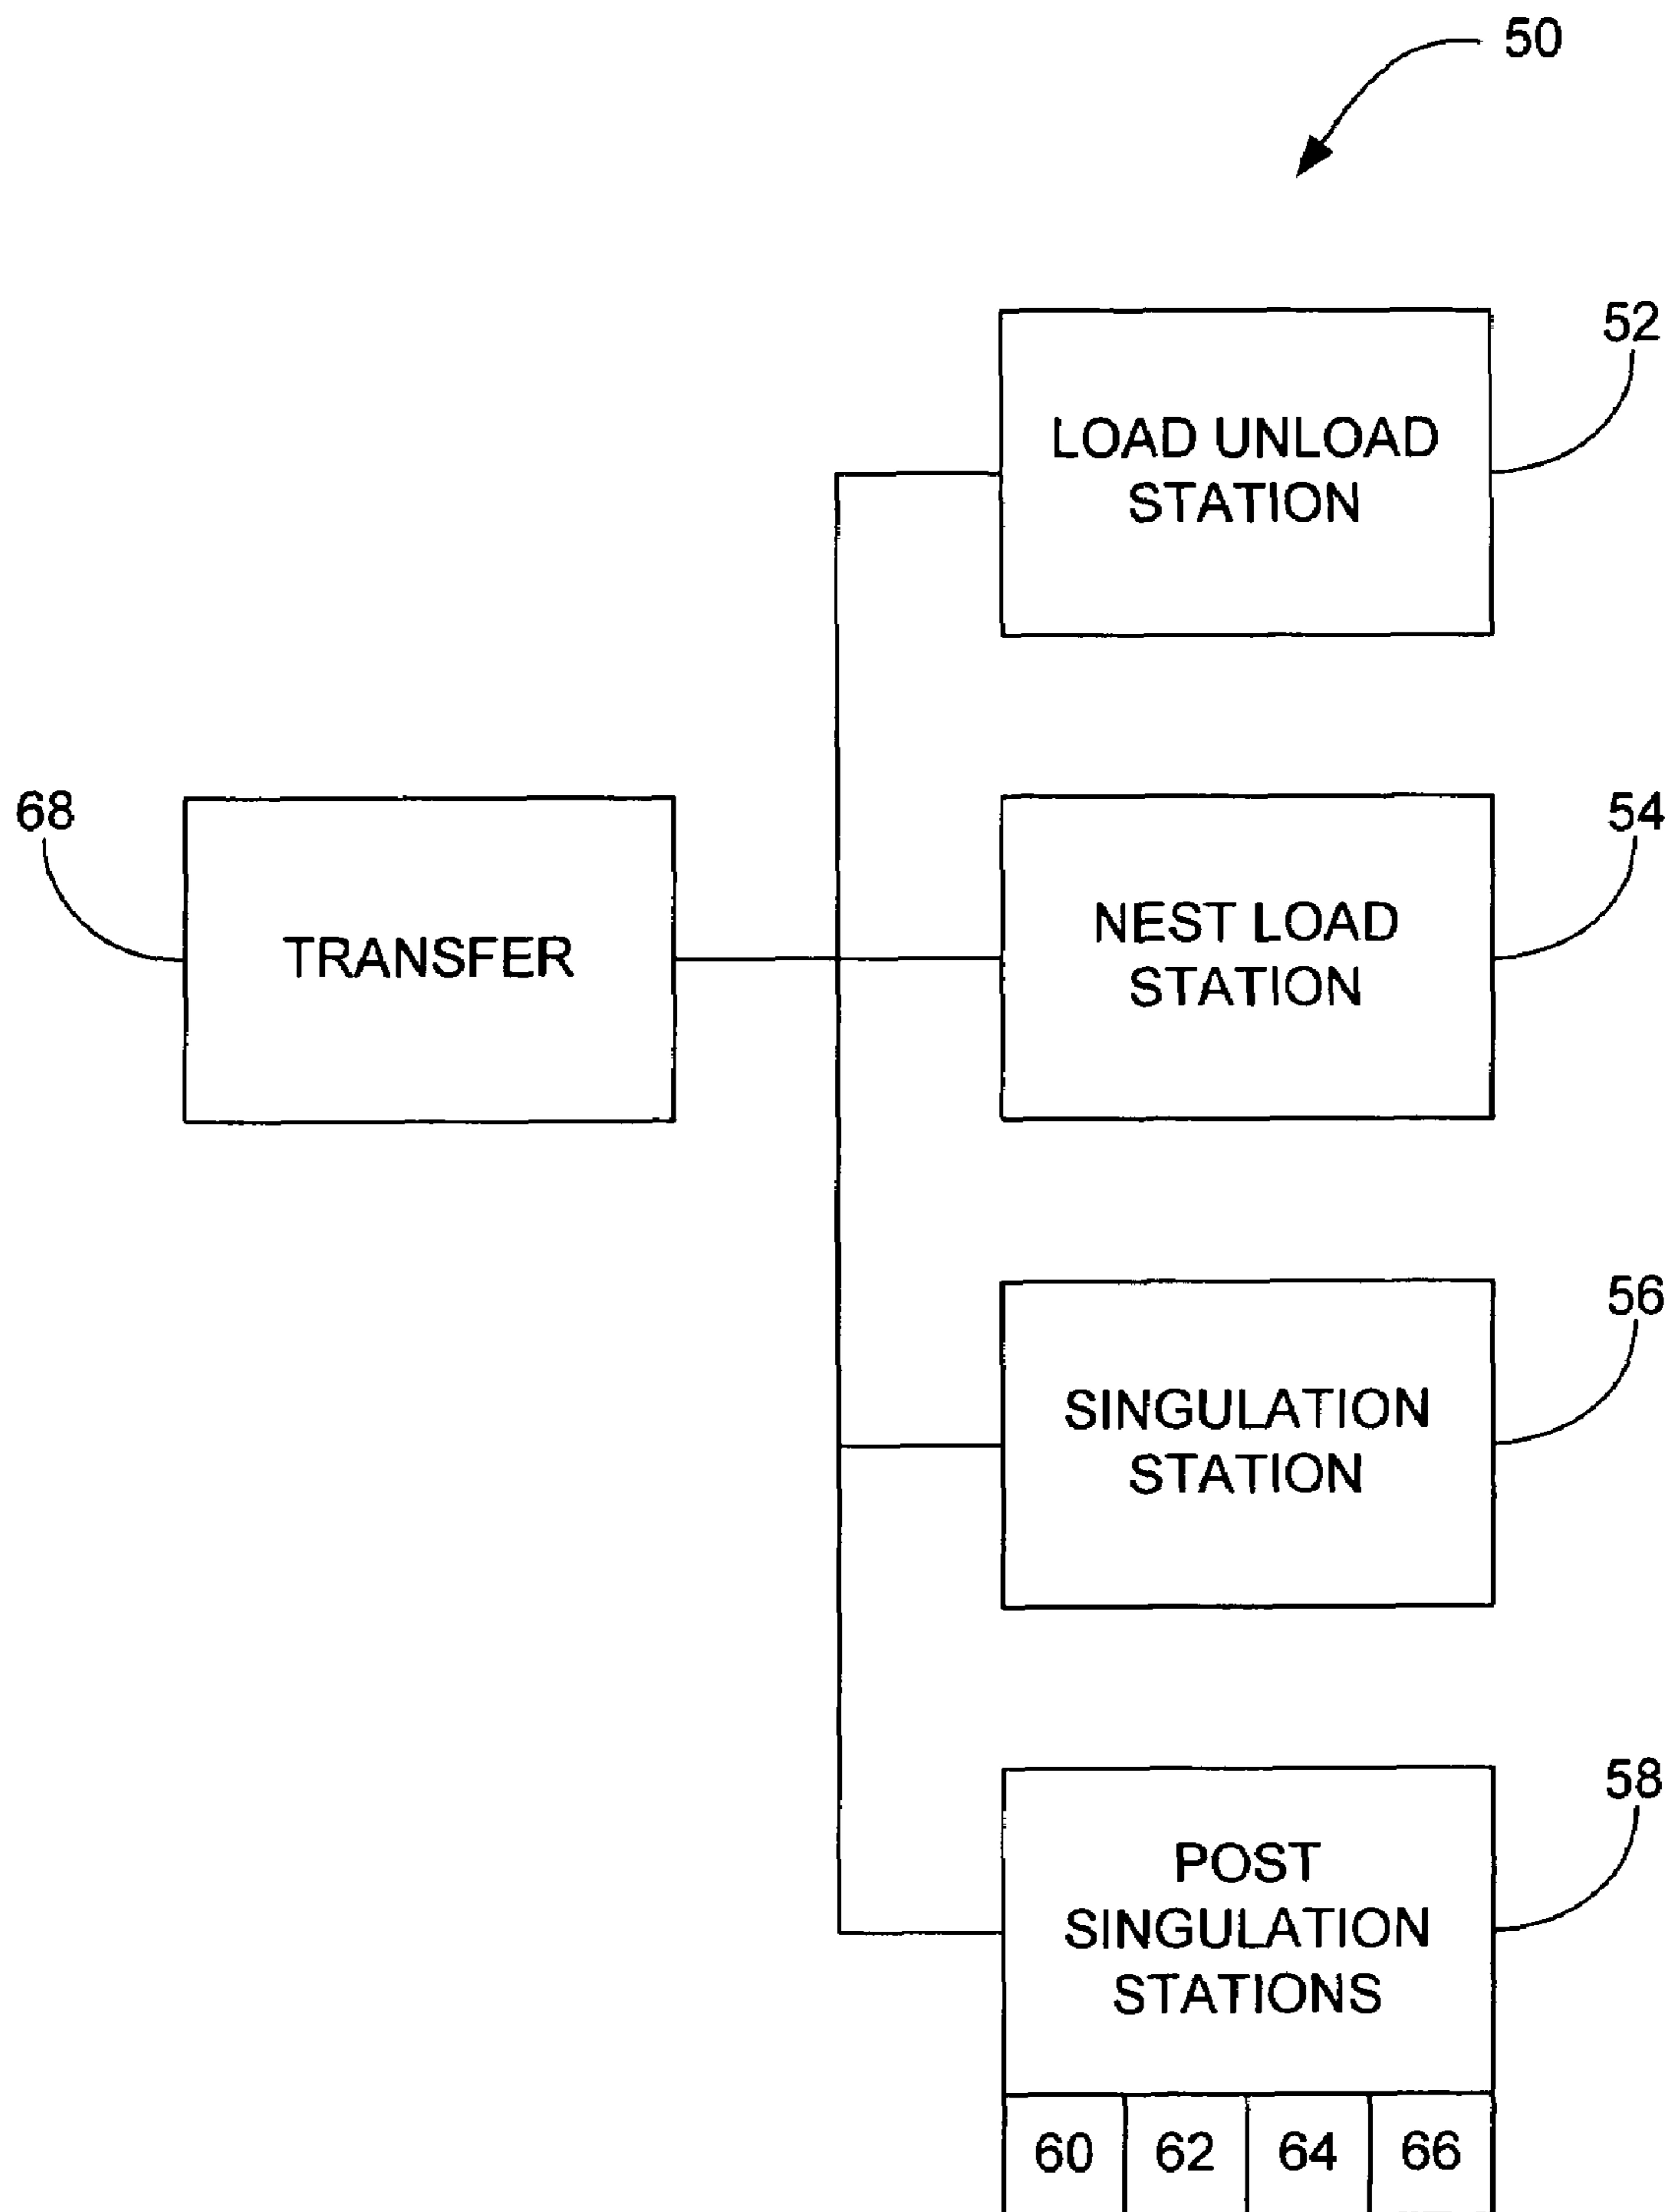 50
52
LOAD UNLOAD
STATION
68
54
TRANSFER
NEST LOAD
STATION
56
SINGULATION
STATION
58
POST
SINGULATION
STATIONS
60 62 64 66